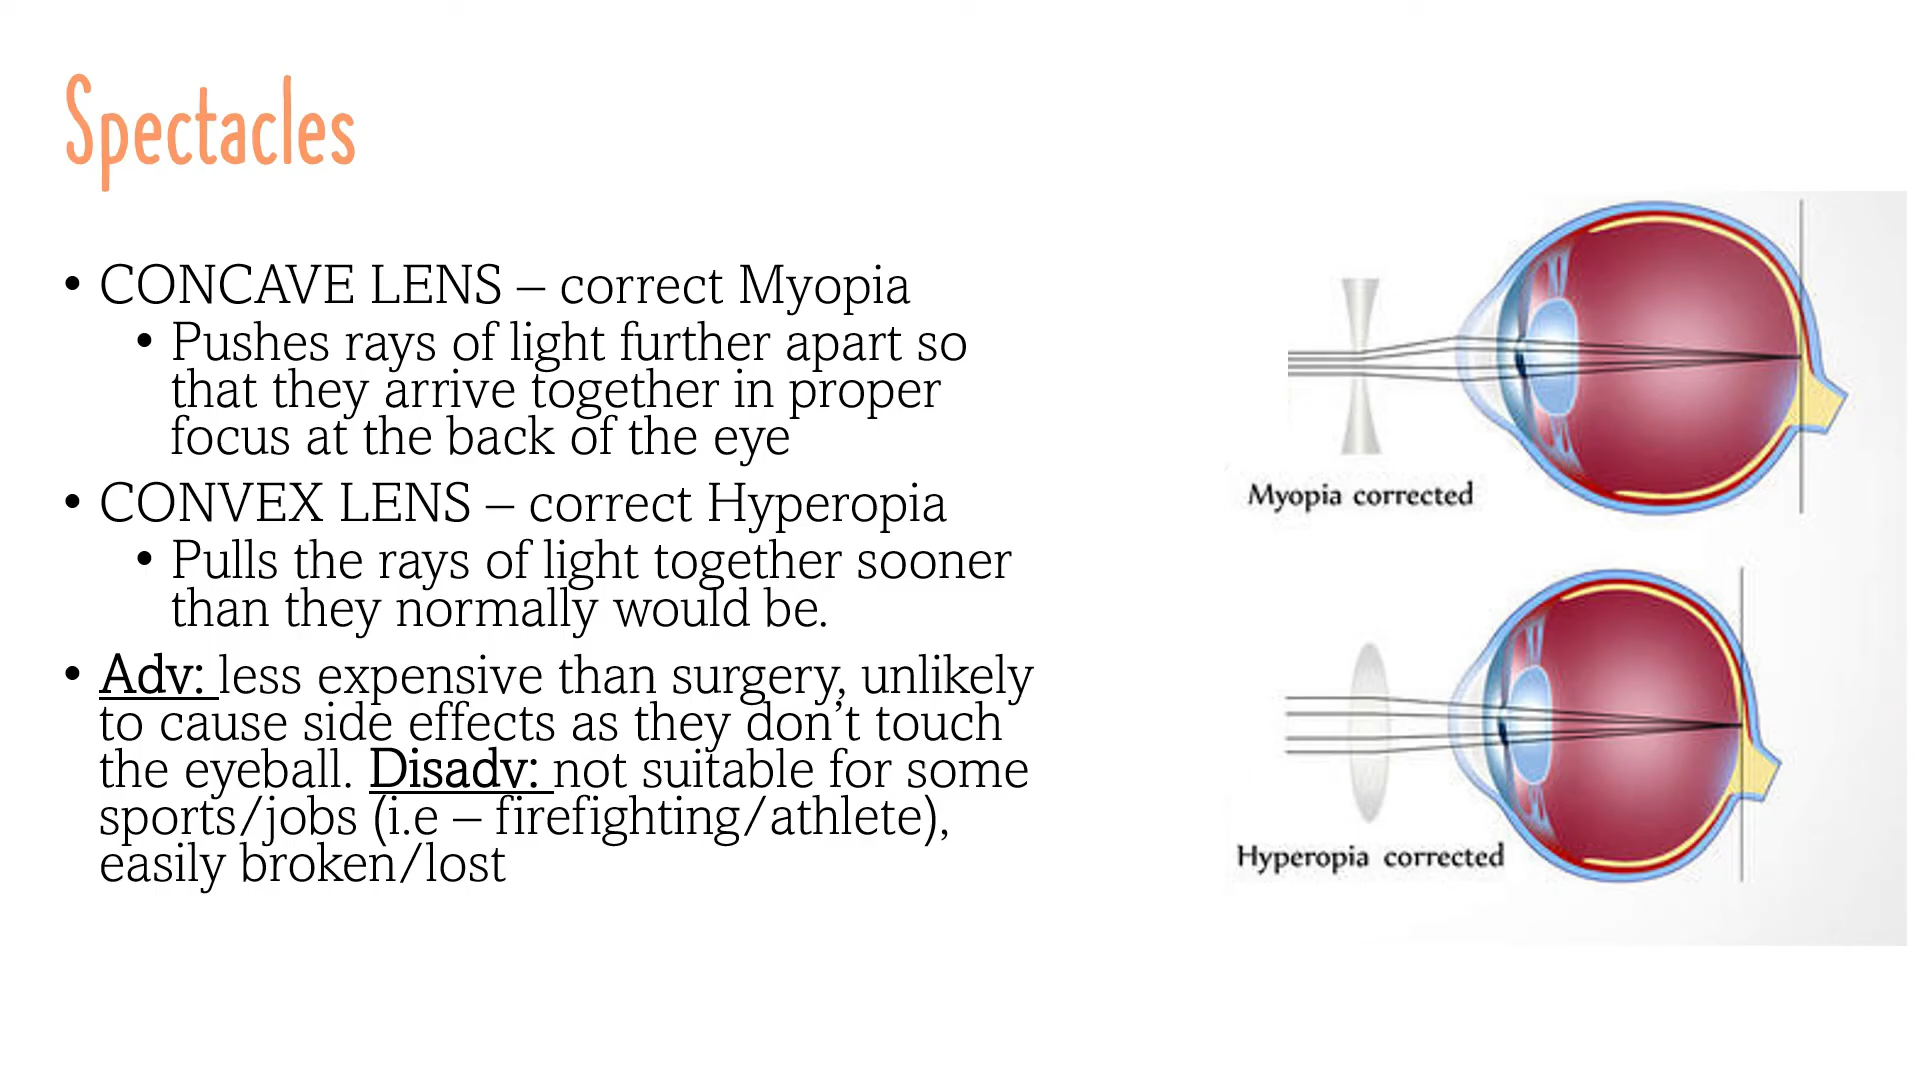 Spectacles
• CONCAVE LENS – correct Myopia
• Pushes rays of light further apart so
that they arrive together in proper
focus at the back of the eye
• CONVEX LENS – correct Hyperopia
• Pulls the rays of light together sooner
than they normally would be.
• Adv: less expensive than surgery, unlikely
to cause side effects as they don’t touch
the eyeball. Disadv: not suitable for some
sports/jobs (i.e – firefighting/athlete),
easily broken/lost
Myopia corrected
Hyperopia corrected